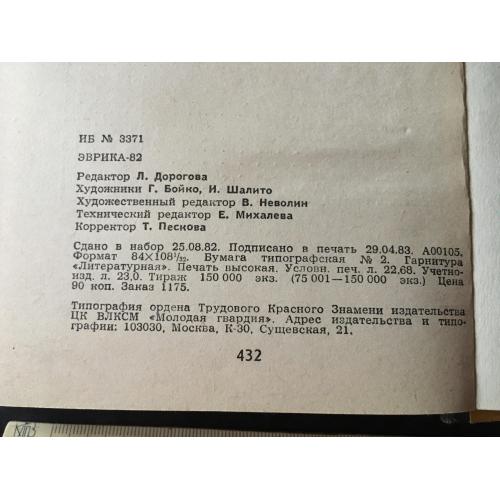 ИБ № 3371
ЭВРИКА-82
Редактор Л. Дорогова
Художники Г. Бойко, И. Шалито
Художественный редактор В. Неволин
Технический редактор Е. Михалева
Корректор Т. Пескова
Сдано в набор 25.08.82. Подписано в печать 29.04.83. А00105.
Формат 84×108¹/₃₂. Бумага типографская № 2. Гарнитура
«Литературная». Печать высокая. Условн. печ. л. 22,68. Учетно-
изд. л. 23,0. Тираж 150 000 экз. (75 001—150 000 экз.) Цена
90 коп. Заказ 1175.
Типография ордена Трудового Красного Знамени издательства
ЦК ВЛКСМ «Молодая гвардия». Адрес издательства и типо-
графии: 103030, Москва, К-30, Сущевская, 21.
432